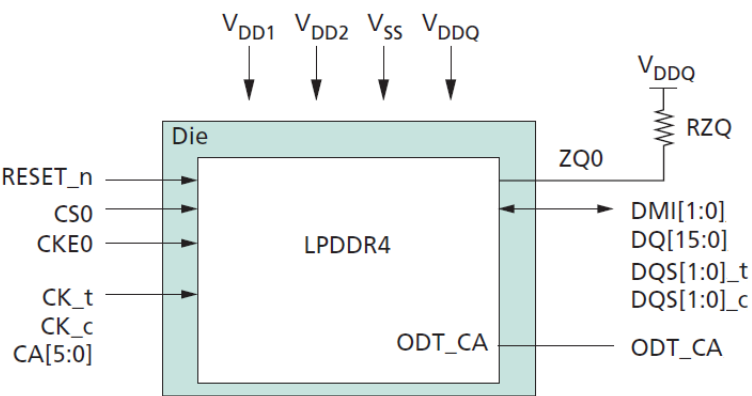 VDD1 VDD2 VSS VDDQ
VDDQ
RZQ
Die
ZQ0
RESET_n
CS0
CKE0
CK_t
CK_c
CA[5:0]
LPDDR4
ODT_CA
DMI[1:0]
DQ[15:0]
DQS[1:0]_t
DQS[1:0]_c
ODT_CA